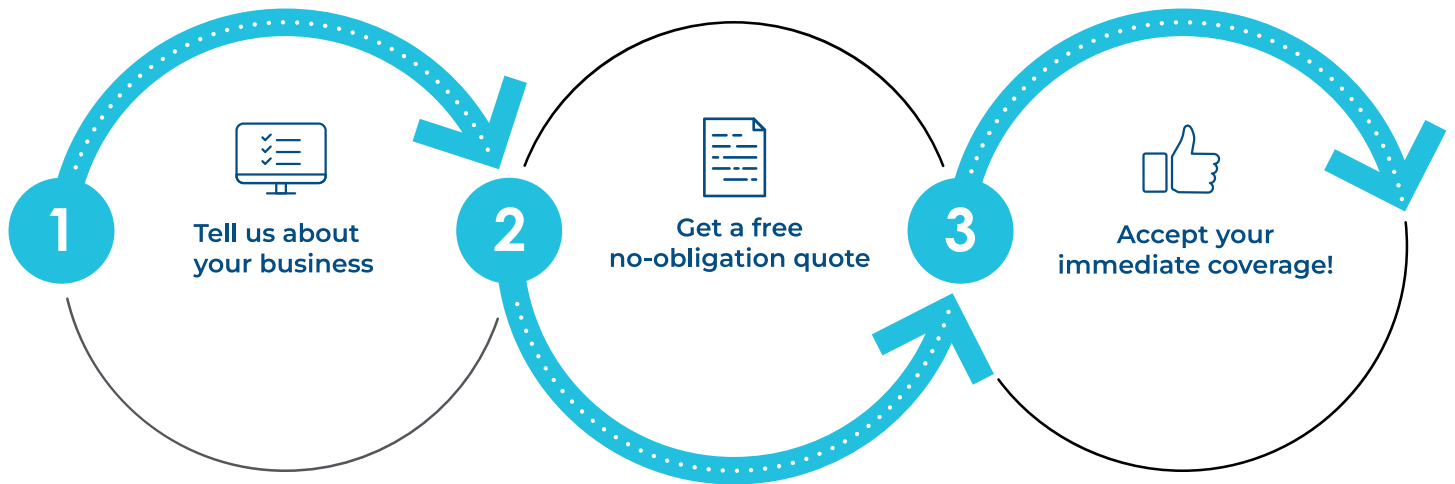 1
Tell us about
your business
2
Get a free
no-obligation quote
3
Accept your
immediate coverage!